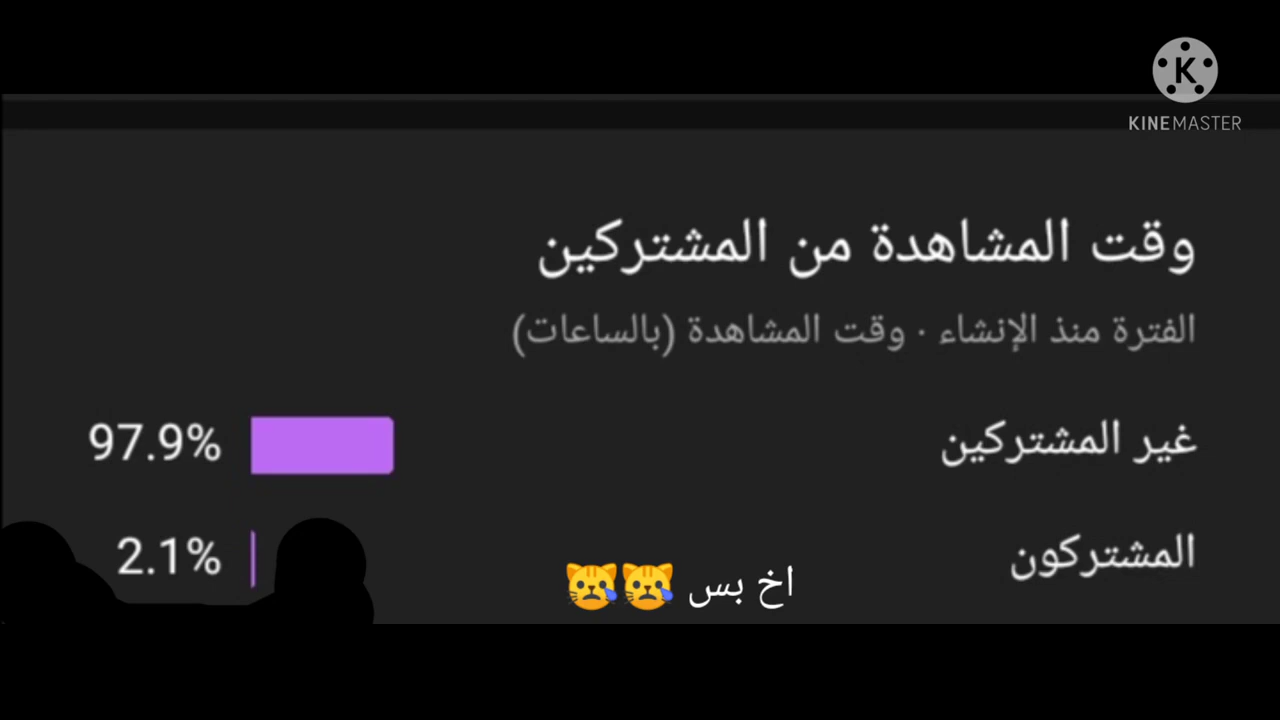 KINEMASTER
وقت المشاهدة من المشتركين
الفترة منذ الإنشاء · وقت المشاهدة (بالساعات)
غير المشتركين 97.9%
المشتركون 2.1%
اخ بس 😿😿